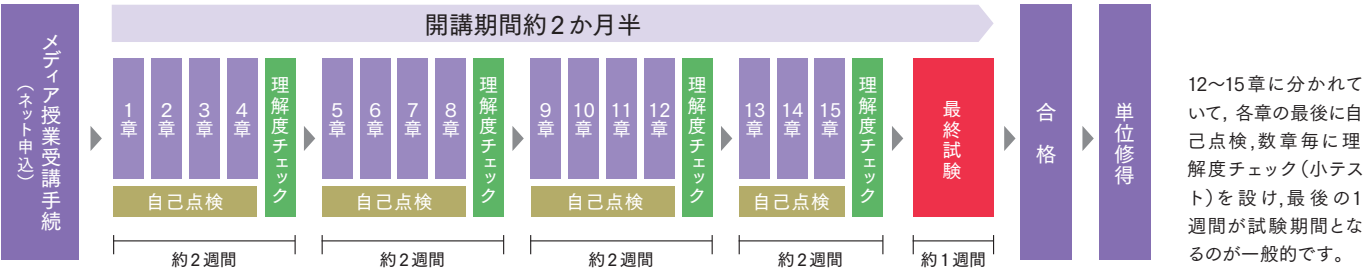 メディア授業受講手続
（ネット申込）
開講期間約2か月半
1章
2章
3章
4章
自己点検
理解度チェック
約2週間
5章
6章
7章
8章
自己点検
理解度チェック
約2週間
9章
10章
11章
12章
自己点検
理解度チェック
約2週間
13章
14章
15章
自己点検
理解度チェック
約2週間
最終試験
約1週間
合格
単位修得
12〜15章に分かれて
いて,各章の最後に自
己点検,数章毎に理
解度チェック（小テス
ト）を設け,最後の1
週間が試験期間とな
るのが一般的です。